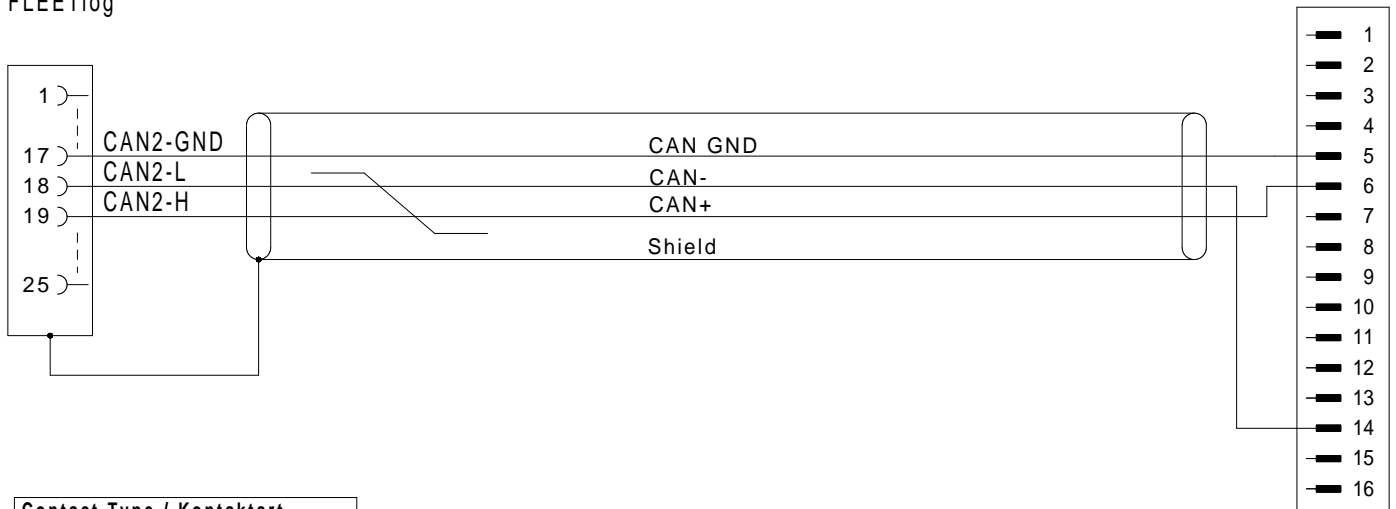 FLEETlog
1
17 CAN2-GND
18 CAN2-L
19 CAN2-H
25
CAN GND
CAN-
CAN+
Shield
1
2
3
4
5
6
7
8
9
10
11
12
13
14
15
16
Contact Type / Kontaktart